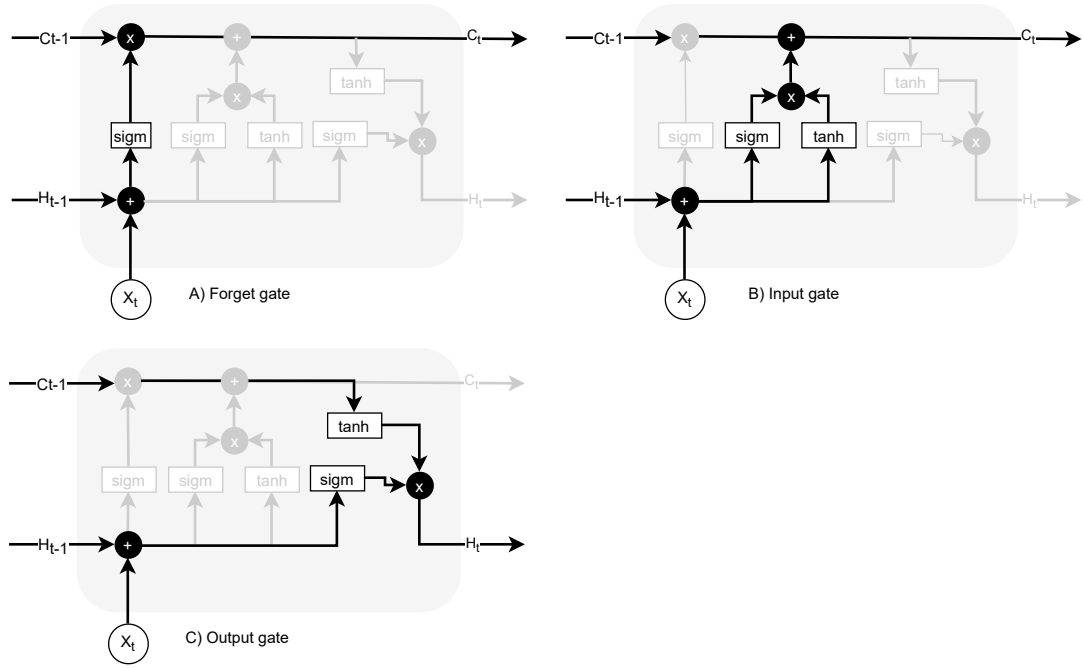 Ct-1 x + Ct
tanh
x
sigm sigm tanh sigm x
Ht-1 + Ht
Xt
A) Forget gate
Ct-1 x + Ct
tanh
x
sigm sigm tanh sigm x
Ht-1 + Ht
Xt
B) Input gate
Ct-1 x + Ct
tanh
x
sigm sigm tanh sigm x
Ht-1 + Ht
Xt
C) Output gate